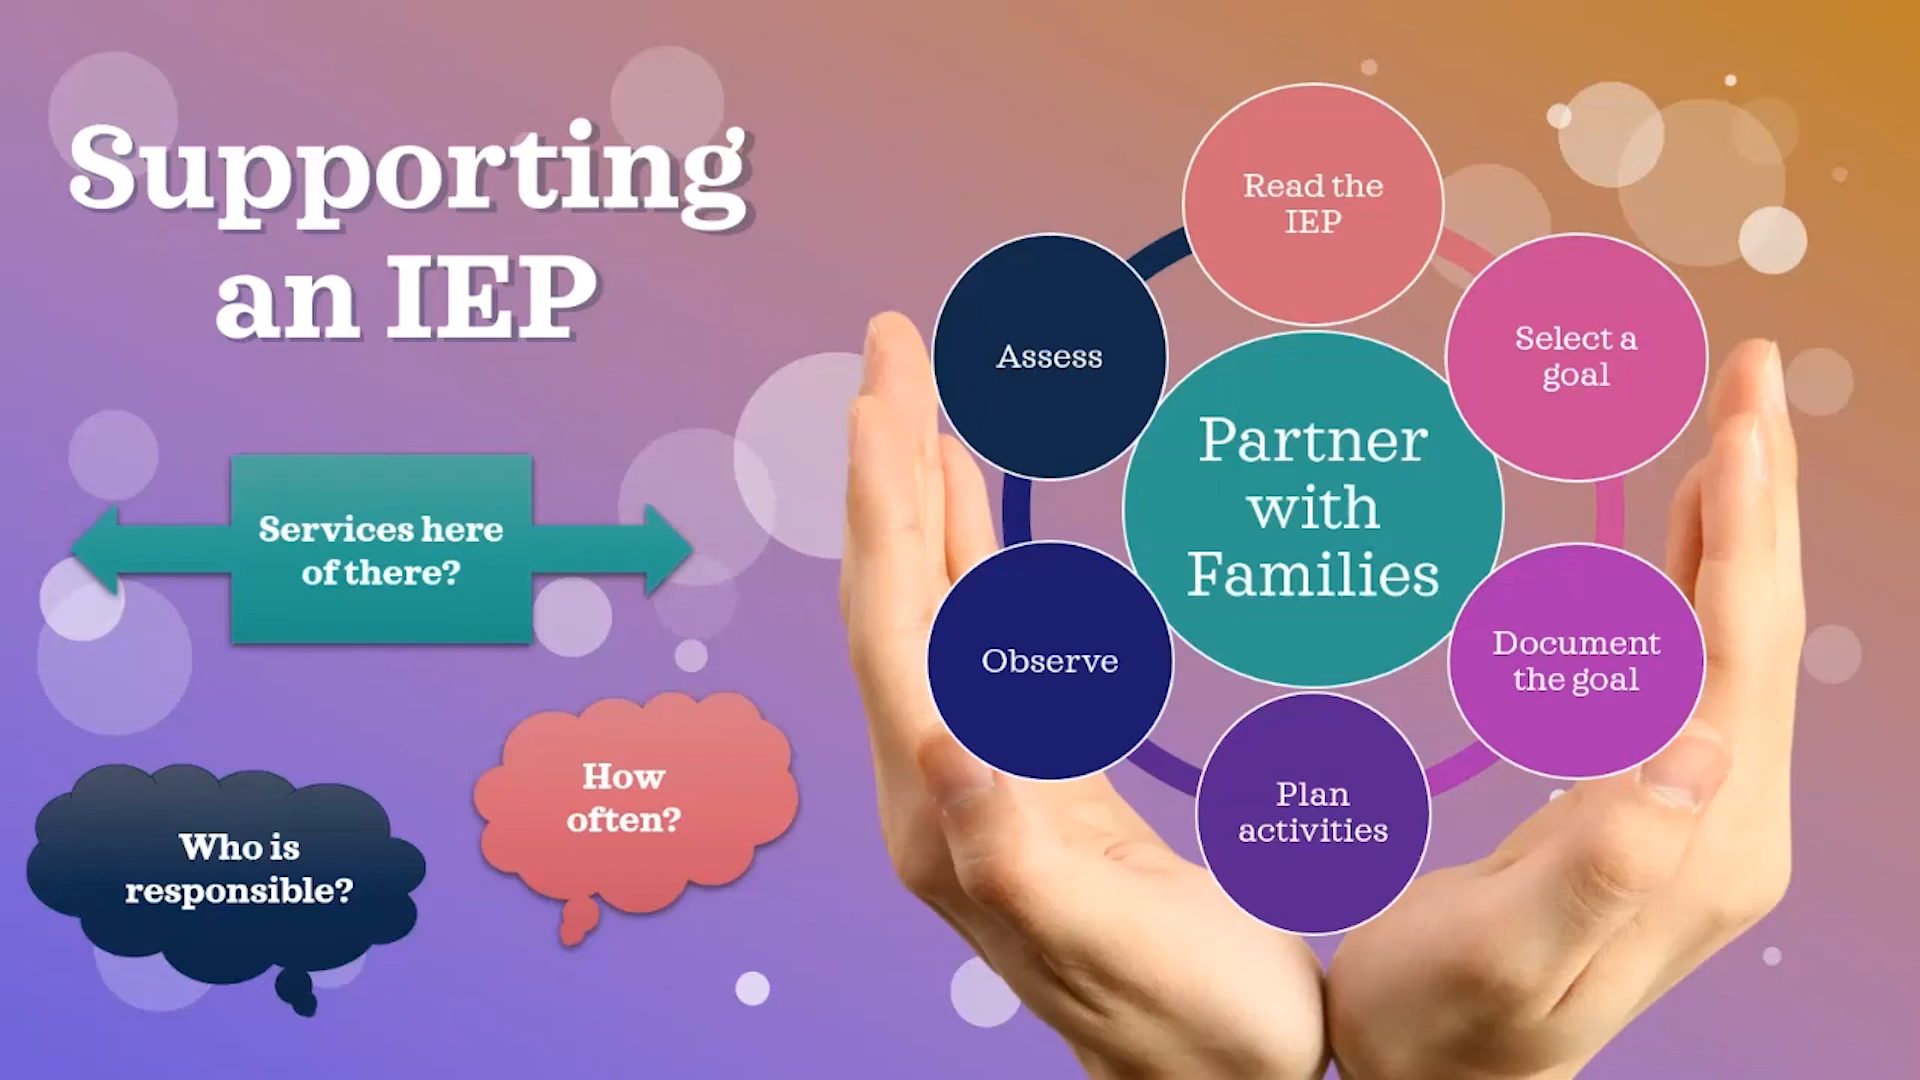 Supporting
an IEP
Services here
of there?
How
often?
Who is
responsible?
Read the
IEP
Select a
goal
Document
the goal
Plan
activities
Observe
Assess
Partner
with
Families